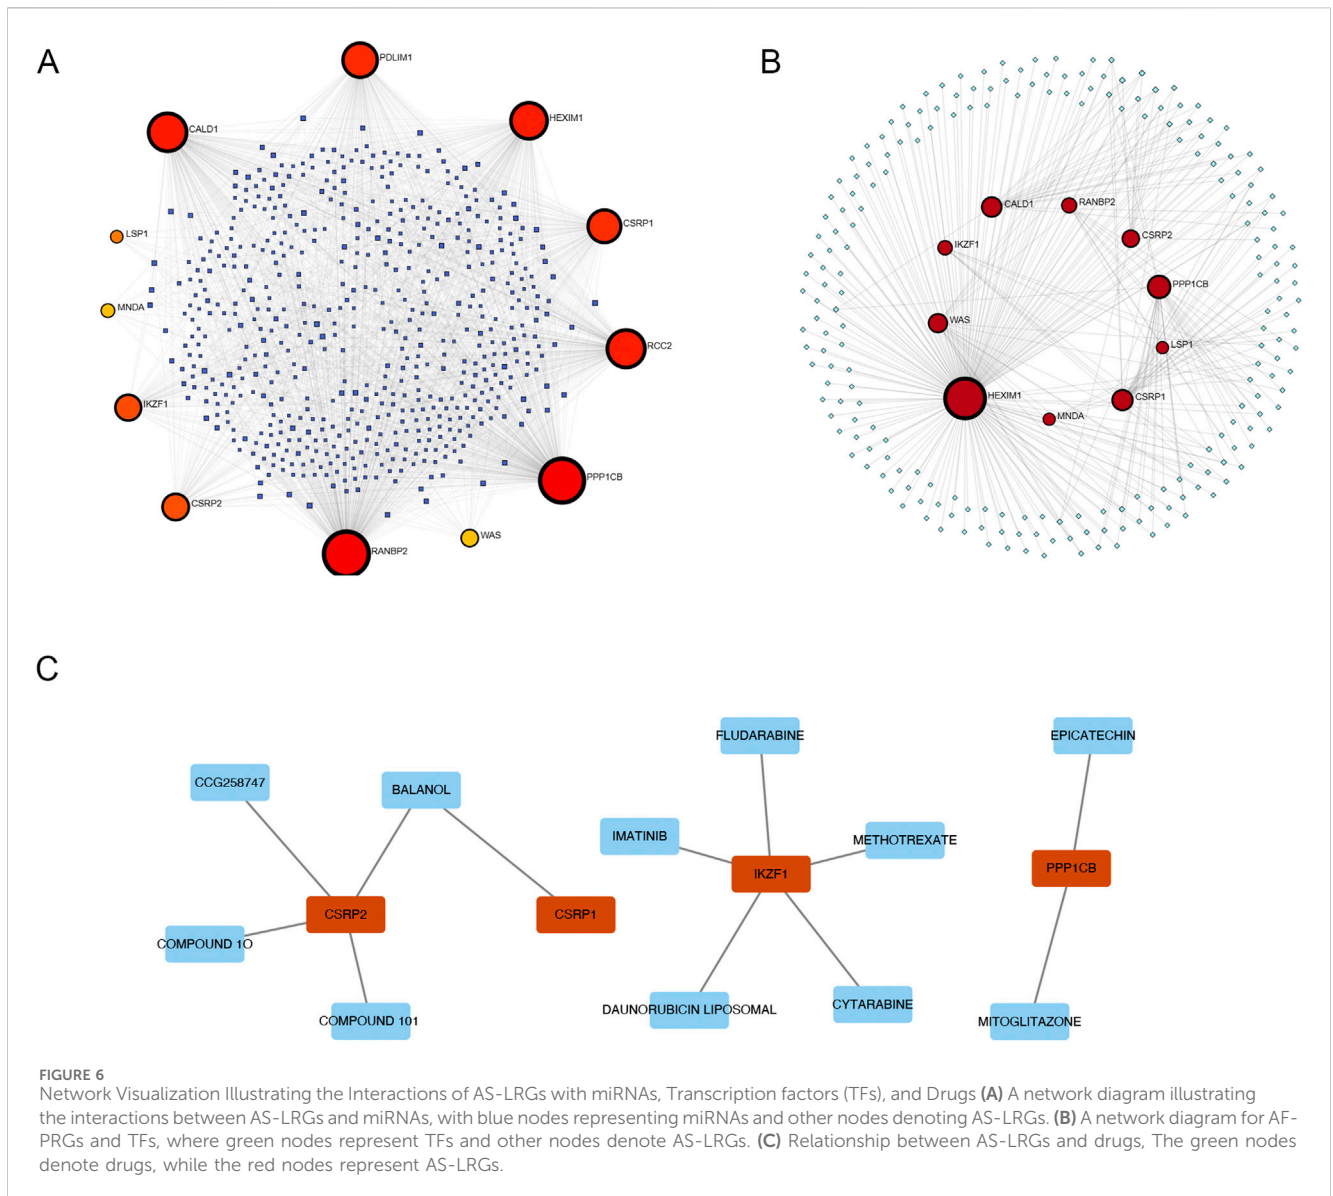 A
PDLIM1
HEXIM1
CALD1
CSRP1
LSP1
MNDA
RCC2
IKZF1
PPP1CB
CSRP2
WAS
RANBP2
B
CALD1
RANBP2
CSRP2
IKZF1
PPP1CB
WAS
LSP1
HEXIM1
CSRP1
MNDA
C
FLUDARABINE
EPICATECHIN
CCG258747
BALANOL
IMATINIB
METHOTREXATE
IKZF1
PPP1CB
CSRP2
CSRP1
COMPOUND 1O
DAUNORUBICIN LIPOSOMAL
CYTARABINE
COMPOUND 101
MITOGLITAZONE
FIGURE 6
Network Visualization Illustrating the Interactions of AS-LRGs with miRNAs, Transcription factors (TFs), and Drugs (A) A network diagram illustrating
the interactions between AS-LRGs and miRNAs, with blue nodes representing miRNAs and other nodes denoting AS-LRGs. (B) A network diagram for AF-
PRGs and TFs, where green nodes represent TFs and other nodes denote AS-LRGs. (C) Relationship between AS-LRGs and drugs, The green nodes
denote drugs, while the red nodes represent AS-LRGs.